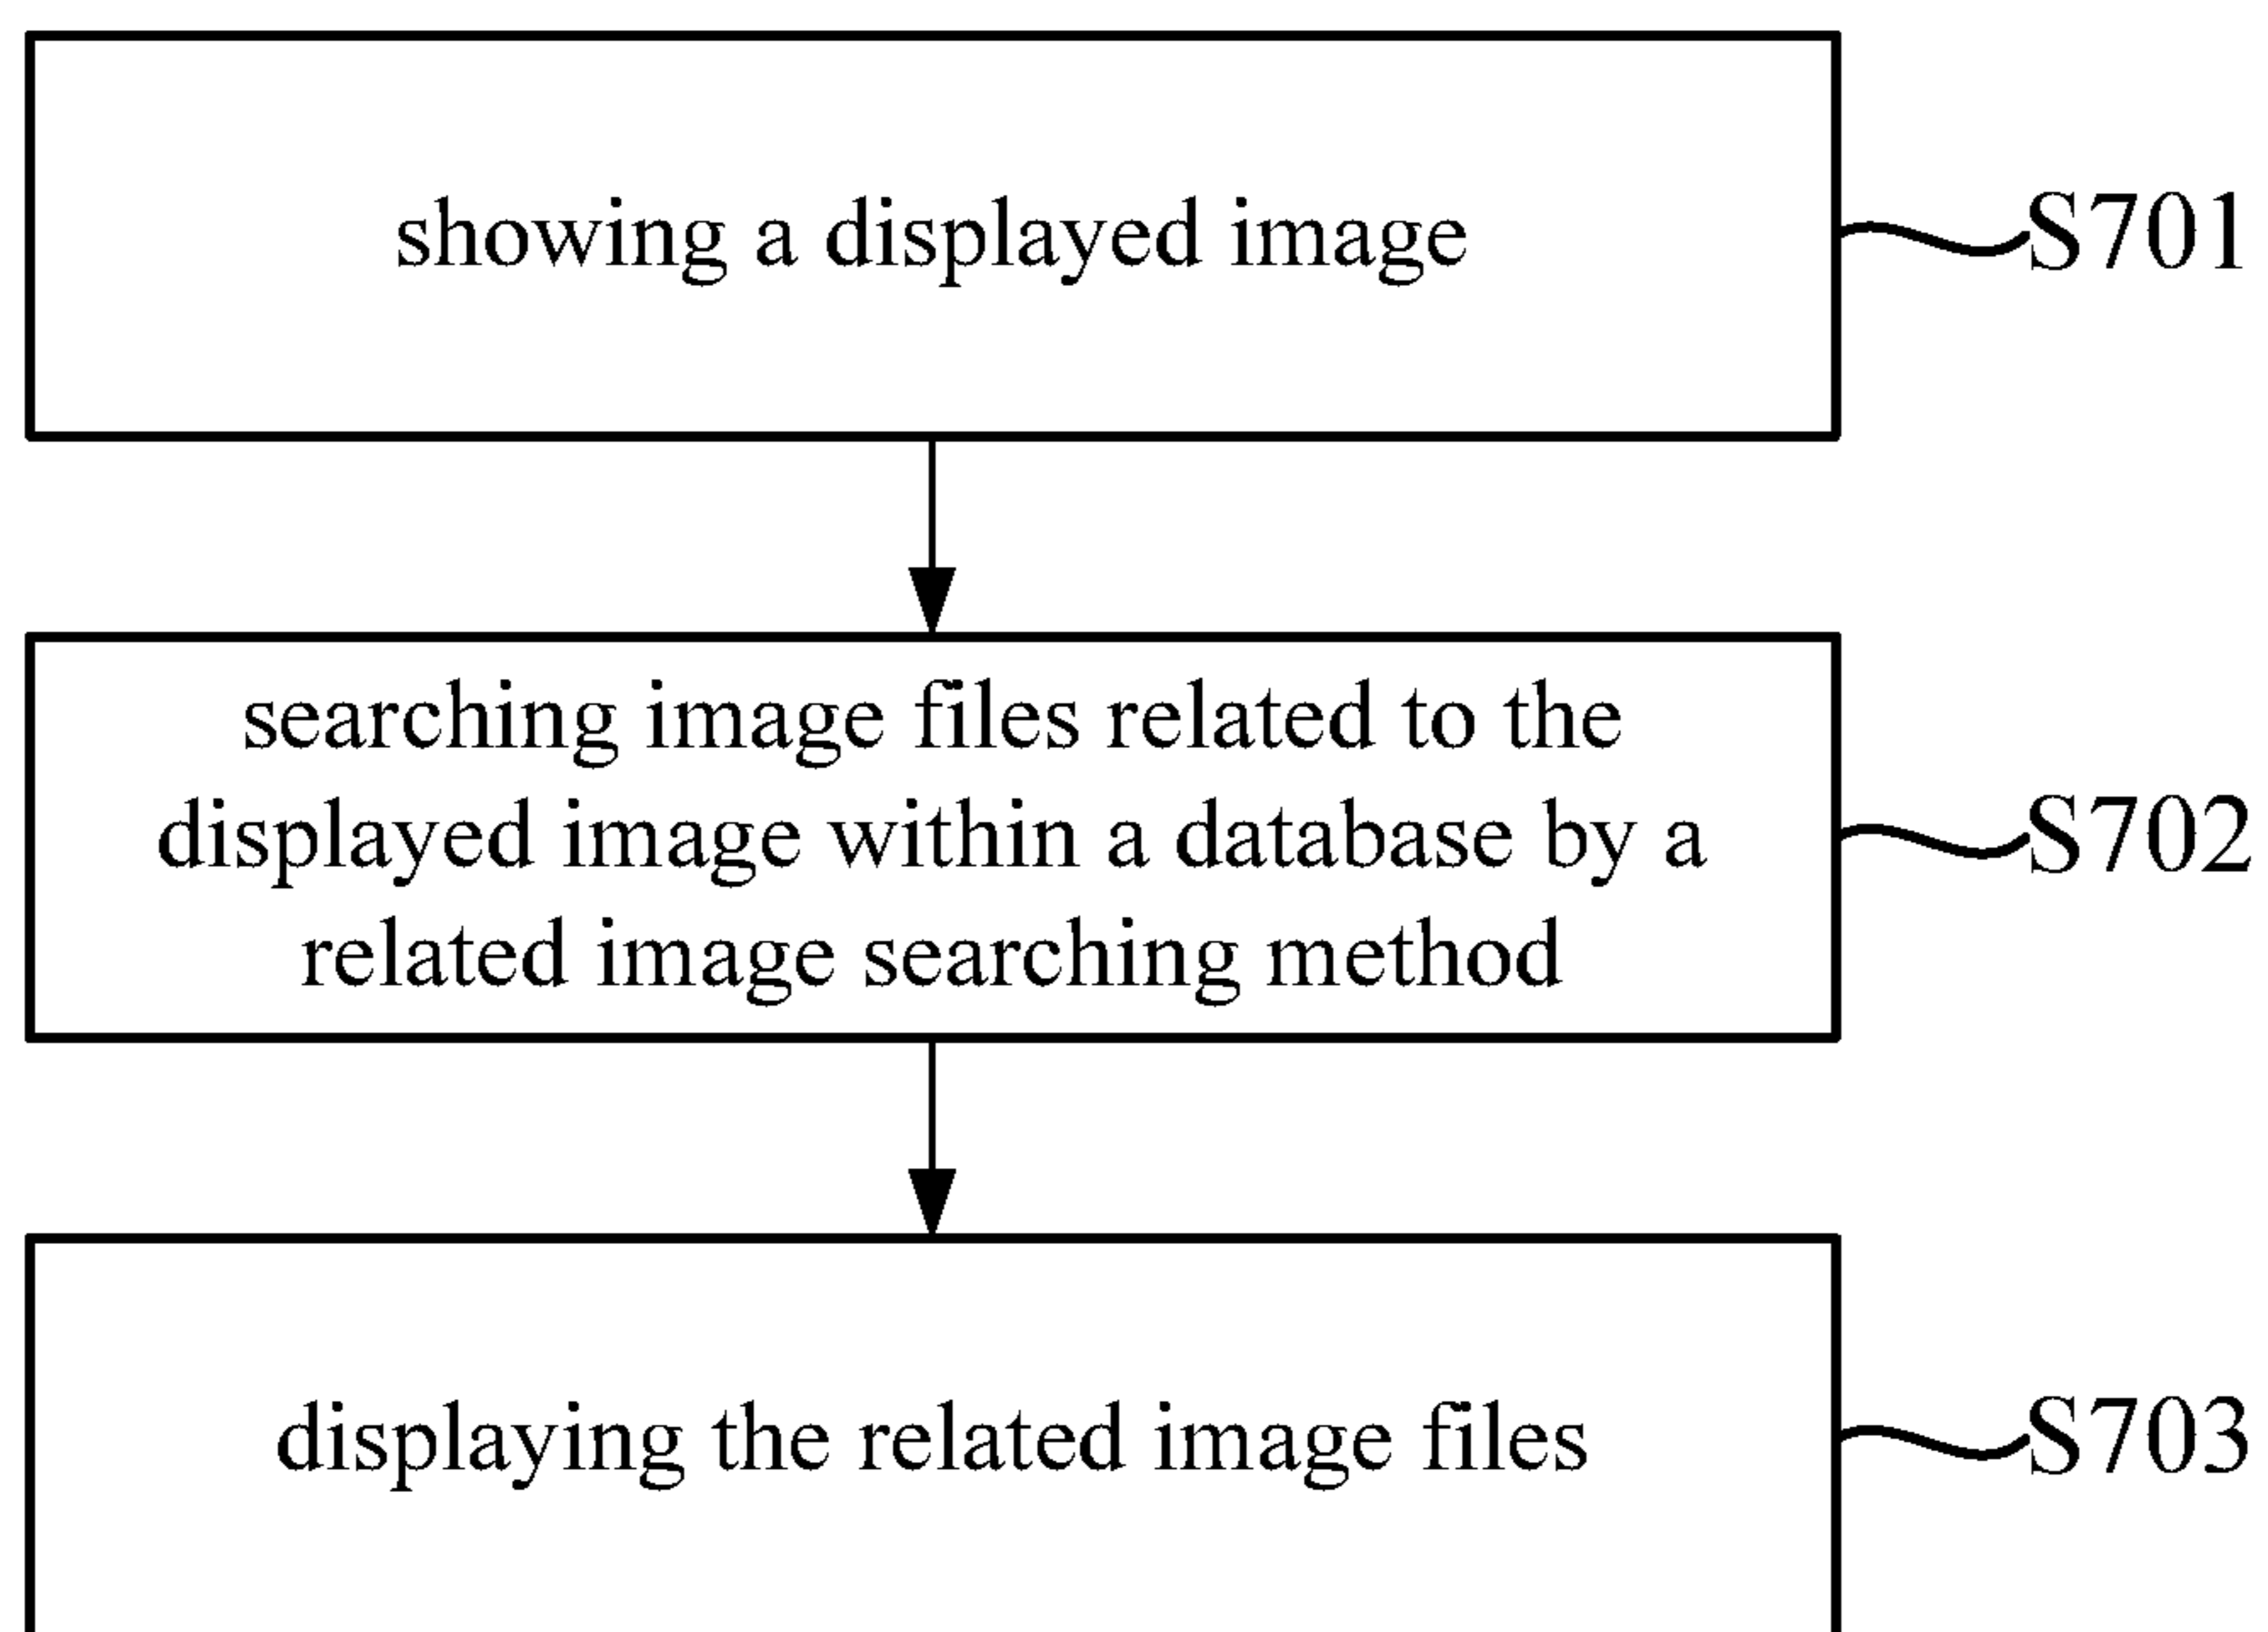 showing a displayed image
S701
searching image files related to the
displayed image within a database by a
related image searching method
S702
displaying the related image files
S703